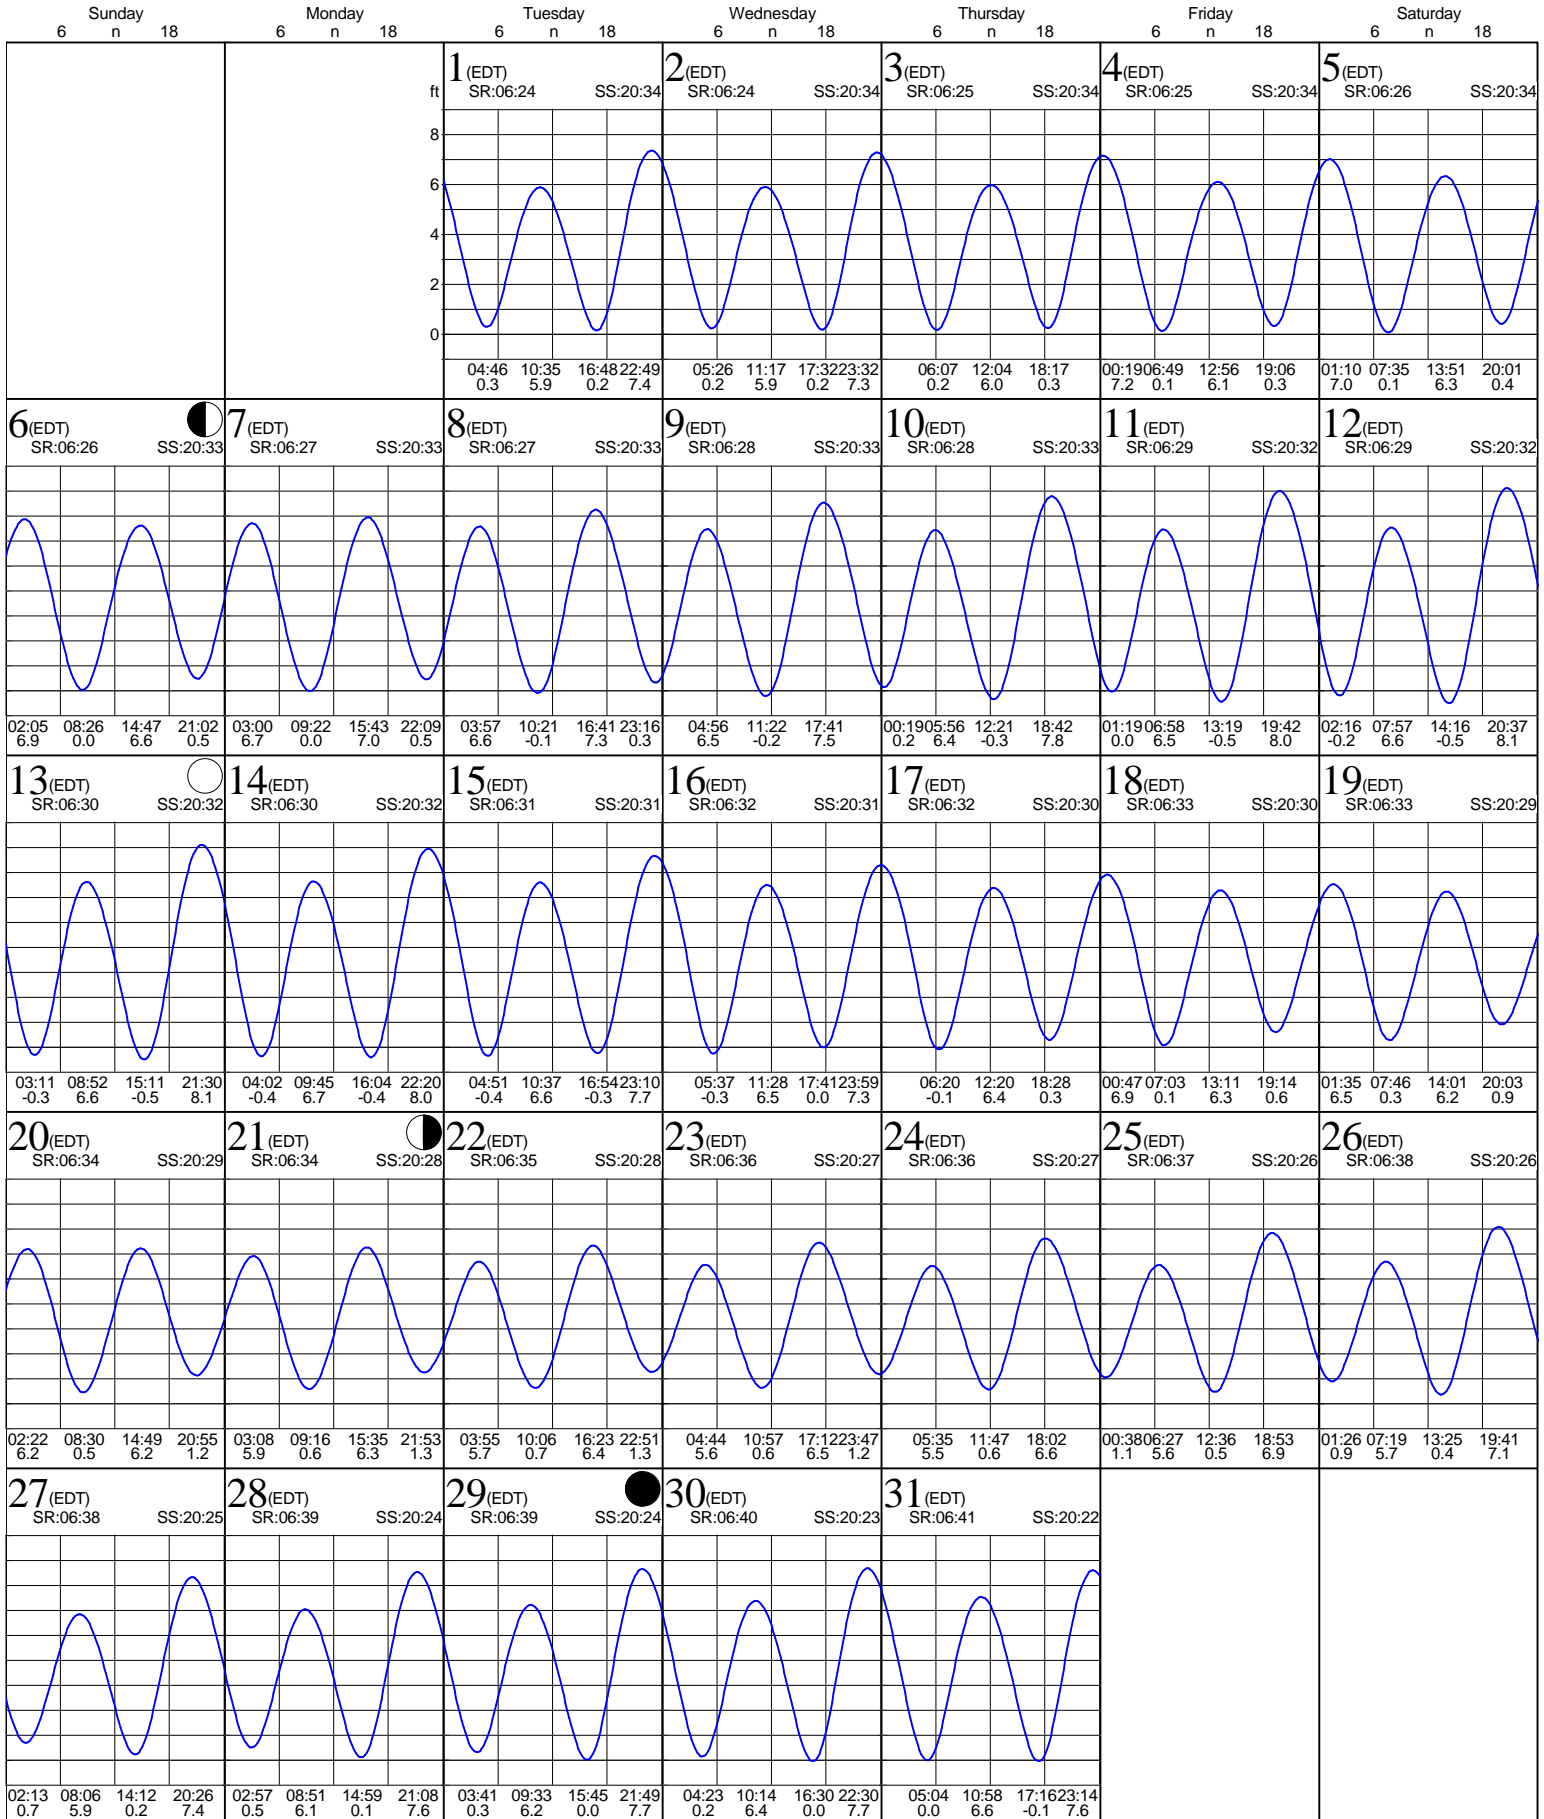 Sunday Monday Tuesday Wednesday Thursday Friday Saturday
6 n 18 6 n 18 6 n 18 6 n 18 6 n 18 6 n 18 6 n 18
1(EDT) 2(EDT) 3(EDT) 4(EDT) 5(EDT)
ft SR:06:24 SS:20:34 SR:06:24 SS:20:34 SR:06:25 SS:20:34 SR:06:25 SS:20:34 SR:06:26 SS:20:34
8
6
4
2
0
04:46 10:35 16:48 22:49 05:26 11:17 17:32 23:32 06:07 12:04 18:17 00:19 06:49 12:56 19:06 01:10 07:35 13:51 20:01
0.3 5.9 0.2 7.4 0.2 5.9 0.2 7.3 0.2 6.0 0.3 7.2 0.1 6.1 0.3 7.0 0.1 6.3 0.4
6(EDT) 7(EDT) 8(EDT) 9(EDT) 10(EDT) 11(EDT) 12(EDT)
SR:06:26 SS:20:33 SR:06:27 SS:20:33 SR:06:27 SS:20:33 SR:06:28 SS:20:33 SR:06:28 SS:20:33 SR:06:29 SS:20:32 SR:06:29 SS:20:32
02:05 08:26 14:47 21:02 03:00 09:22 15:43 22:09 03:57 10:21 16:41 23:16 04:56 11:22 17:41 00:19 05:56 12:21 18:42 01:19 06:58 13:19 19:42 02:16 07:57 14:16 20:37
6.9 0.0 6.6 0.5 6.7 0.0 7.0 0.5 6.6 -0.1 7.3 0.3 6.5 -0.2 7.5 0.2 6.4 -0.3 7.8 0.0 6.5 -0.5 8.0 -0.2 6.6 -0.5 8.1
13(EDT) 14(EDT) 15(EDT) 16(EDT) 17(EDT) 18(EDT) 19(EDT)
SR:06:30 SS:20:32 SR:06:30 SS:20:32 SR:06:31 SS:20:31 SR:06:32 SS:20:31 SR:06:32 SS:20:30 SR:06:33 SS:20:30 SR:06:33 SS:20:29
03:11 08:52 15:11 21:30 04:02 09:45 16:04 22:20 04:51 10:37 16:54 23:10 05:37 11:28 17:41 23:59 06:20 12:20 18:28 00:47 07:03 13:11 19:14 01:35 07:46 14:01 20:03
-0.3 6.6 -0.5 8.1 -0.4 6.7 -0.4 8.0 -0.4 6.6 -0.3 7.7 -0.3 6.5 0.0 7.3 -0.1 6.4 0.3 6.9 0.1 6.3 0.6 6.5 0.3 6.2 0.9
20(EDT) 21(EDT) 22(EDT) 23(EDT) 24(EDT) 25(EDT) 26(EDT)
SR:06:34 SS:20:29 SR:06:34 SS:20:28 SR:06:35 SS:20:28 SR:06:36 SS:20:27 SR:06:36 SS:20:27 SR:06:37 SS:20:26 SR:06:38 SS:20:26
02:22 08:30 14:49 20:55 03:08 09:16 15:35 21:53 03:55 10:06 16:23 22:51 04:44 10:57 17:12 23:47 05:35 11:47 18:02 00:38 06:27 12:36 18:53 01:26 07:19 13:25 19:41
6.2 0.5 6.2 1.2 5.9 0.6 6.3 1.3 5.7 0.7 6.4 1.3 5.6 0.6 6.5 1.2 5.5 0.6 6.6 1.1 5.6 0.5 6.9 0.9 5.7 0.4 7.1
27(EDT) 28(EDT) 29(EDT) 30(EDT) 31(EDT)
SR:06:38 SS:20:25 SR:06:39 SS:20:24 SR:06:39 SS:20:24 SR:06:40 SS:20:23 SR:06:41 SS:20:22
02:13 08:06 14:12 20:26 02:57 08:51 14:59 21:08 03:41 09:33 15:45 21:49 04:23 10:14 16:30 22:30 05:04 10:58 17:16 23:14
0.7 5.9 0.2 7.4 0.5 6.1 0.1 7.6 0.3 6.2 0.0 7.7 0.2 6.4 0.0 7.7 0.0 6.6 -0.1 7.6